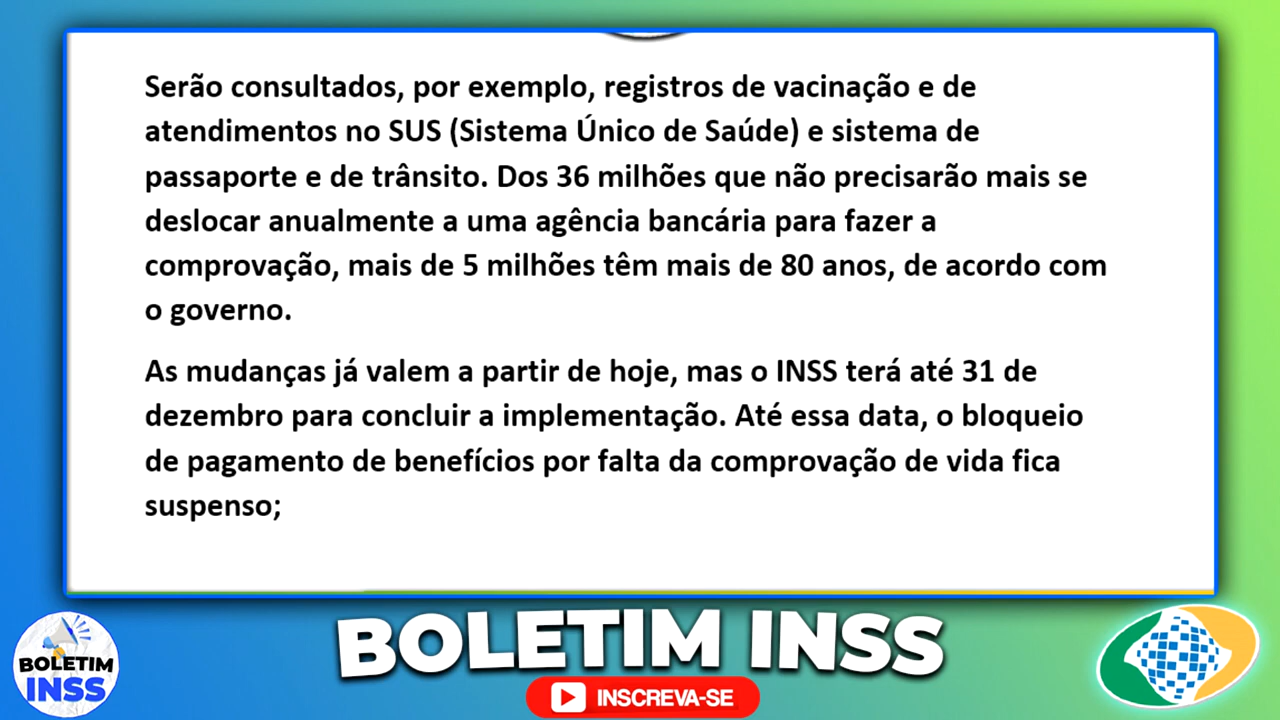 Serão consultados, por exemplo, registros de vacinação e de
atendimentos no SUS (Sistema Único de Saúde) e sistema de
passaporte e de trânsito. Dos 36 milhões que não precisarão mais se
deslocar anualmente a uma agência bancária para fazer a
comprovação, mais de 5 milhões têm mais de 80 anos, de acordo com
o governo.
As mudanças já valem a partir de hoje, mas o INSS terá até 31 de
dezembro para concluir a implementação. Até essa data, o bloqueio
de pagamento de benefícios por falta da comprovação de vida fica
suspenso;
BOLETIM
INSS
BOLETIM INSS
INSCREVA-SE